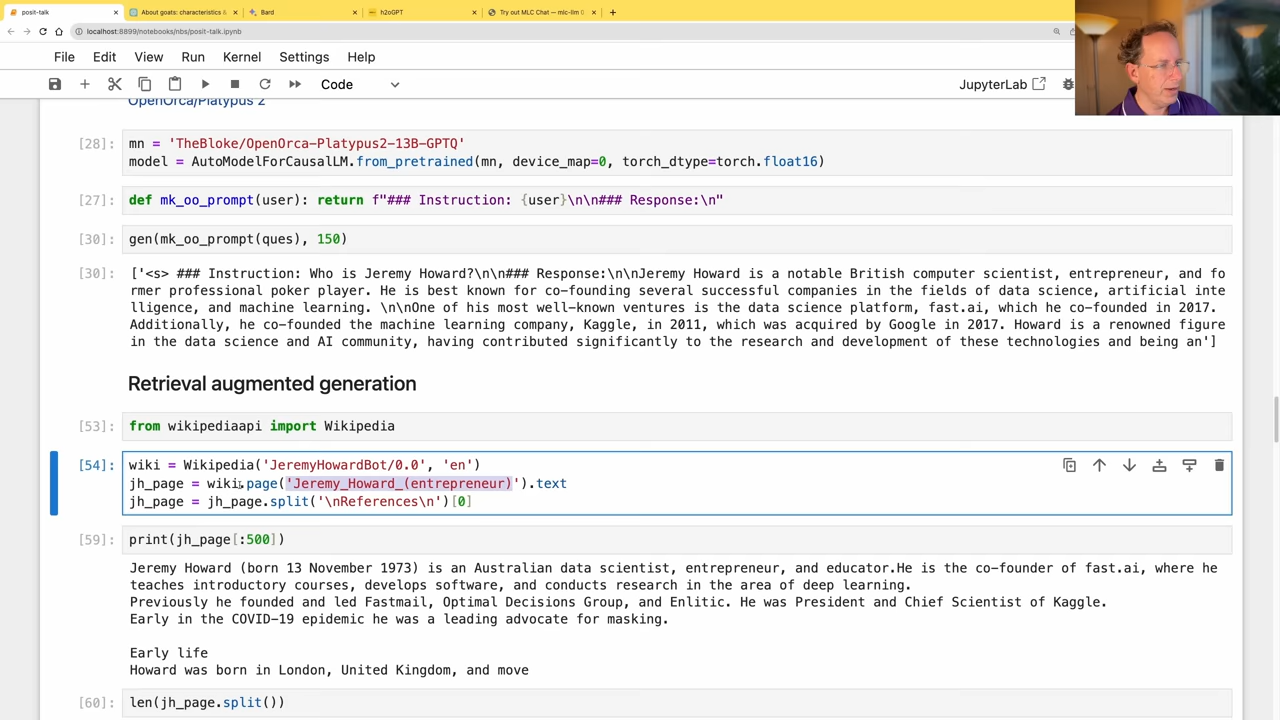 posit-talk
About goats: characteristics &
Bard
h2oGPT
Try out MLC Chat — mlc-llm 0
localhost:8899/notebooks/nbs/posit-talk.ipynb
File Edit View Run Kernel Settings Help
Code
JupyterLab
OpenOrca/Platypus 2
[28]:
mn = 'TheBloke/OpenOrca-Platypus2-13B-GPTQ'
model = AutoModelForCausalLM.from_pretrained(mn, device_map=0, torch_dtype=torch.float16)
[27]:
def mk_oo_prompt(user): return f"### Instruction: {user}\n\n### Response:\n"
[30]:
gen(mk_oo_prompt(ques), 150)
[30]:
['<s> ### Instruction: Who is Jeremy Howard?\n\n### Response:\n\nJeremy Howard is a notable British computer scientist, entrepreneur, and fo
rmer professional poker player. He is best known for co-founding several successful companies in the fields of data science, artificial inte
lligence, and machine learning. \n\nOne of his most well-known ventures is the data science platform, fast.ai, which he co-founded in 2017.
Additionally, he co-founded the machine learning company, Kaggle, in 2011, which was acquired by Google in 2017. Howard is a renowned figure
in the data science and AI community, having contributed significantly to the research and development of these technologies and being an']
Retrieval augmented generation
[53]:
from wikipediaapi import Wikipedia
[54]:
wiki = Wikipedia('JeremyHowardBot/0.0', 'en')
jh_page = wiki.page('Jeremy_Howard_(entrepreneur)').text
jh_page = jh_page.split('\nReferences\n')[0]
[59]:
print(jh_page[:500])
Jeremy Howard (born 13 November 1973) is an Australian data scientist, entrepreneur, and educator.He is the co-founder of fast.ai, where he
teaches introductory courses, develops software, and conducts research in the area of deep learning.
Previously he founded and led Fastmail, Optimal Decisions Group, and Enlitic. He was President and Chief Scientist of Kaggle.
Early in the COVID-19 epidemic he was a leading advocate for masking.
Early life
Howard was born in London, United Kingdom, and move
[60]:
len(jh_page.split())